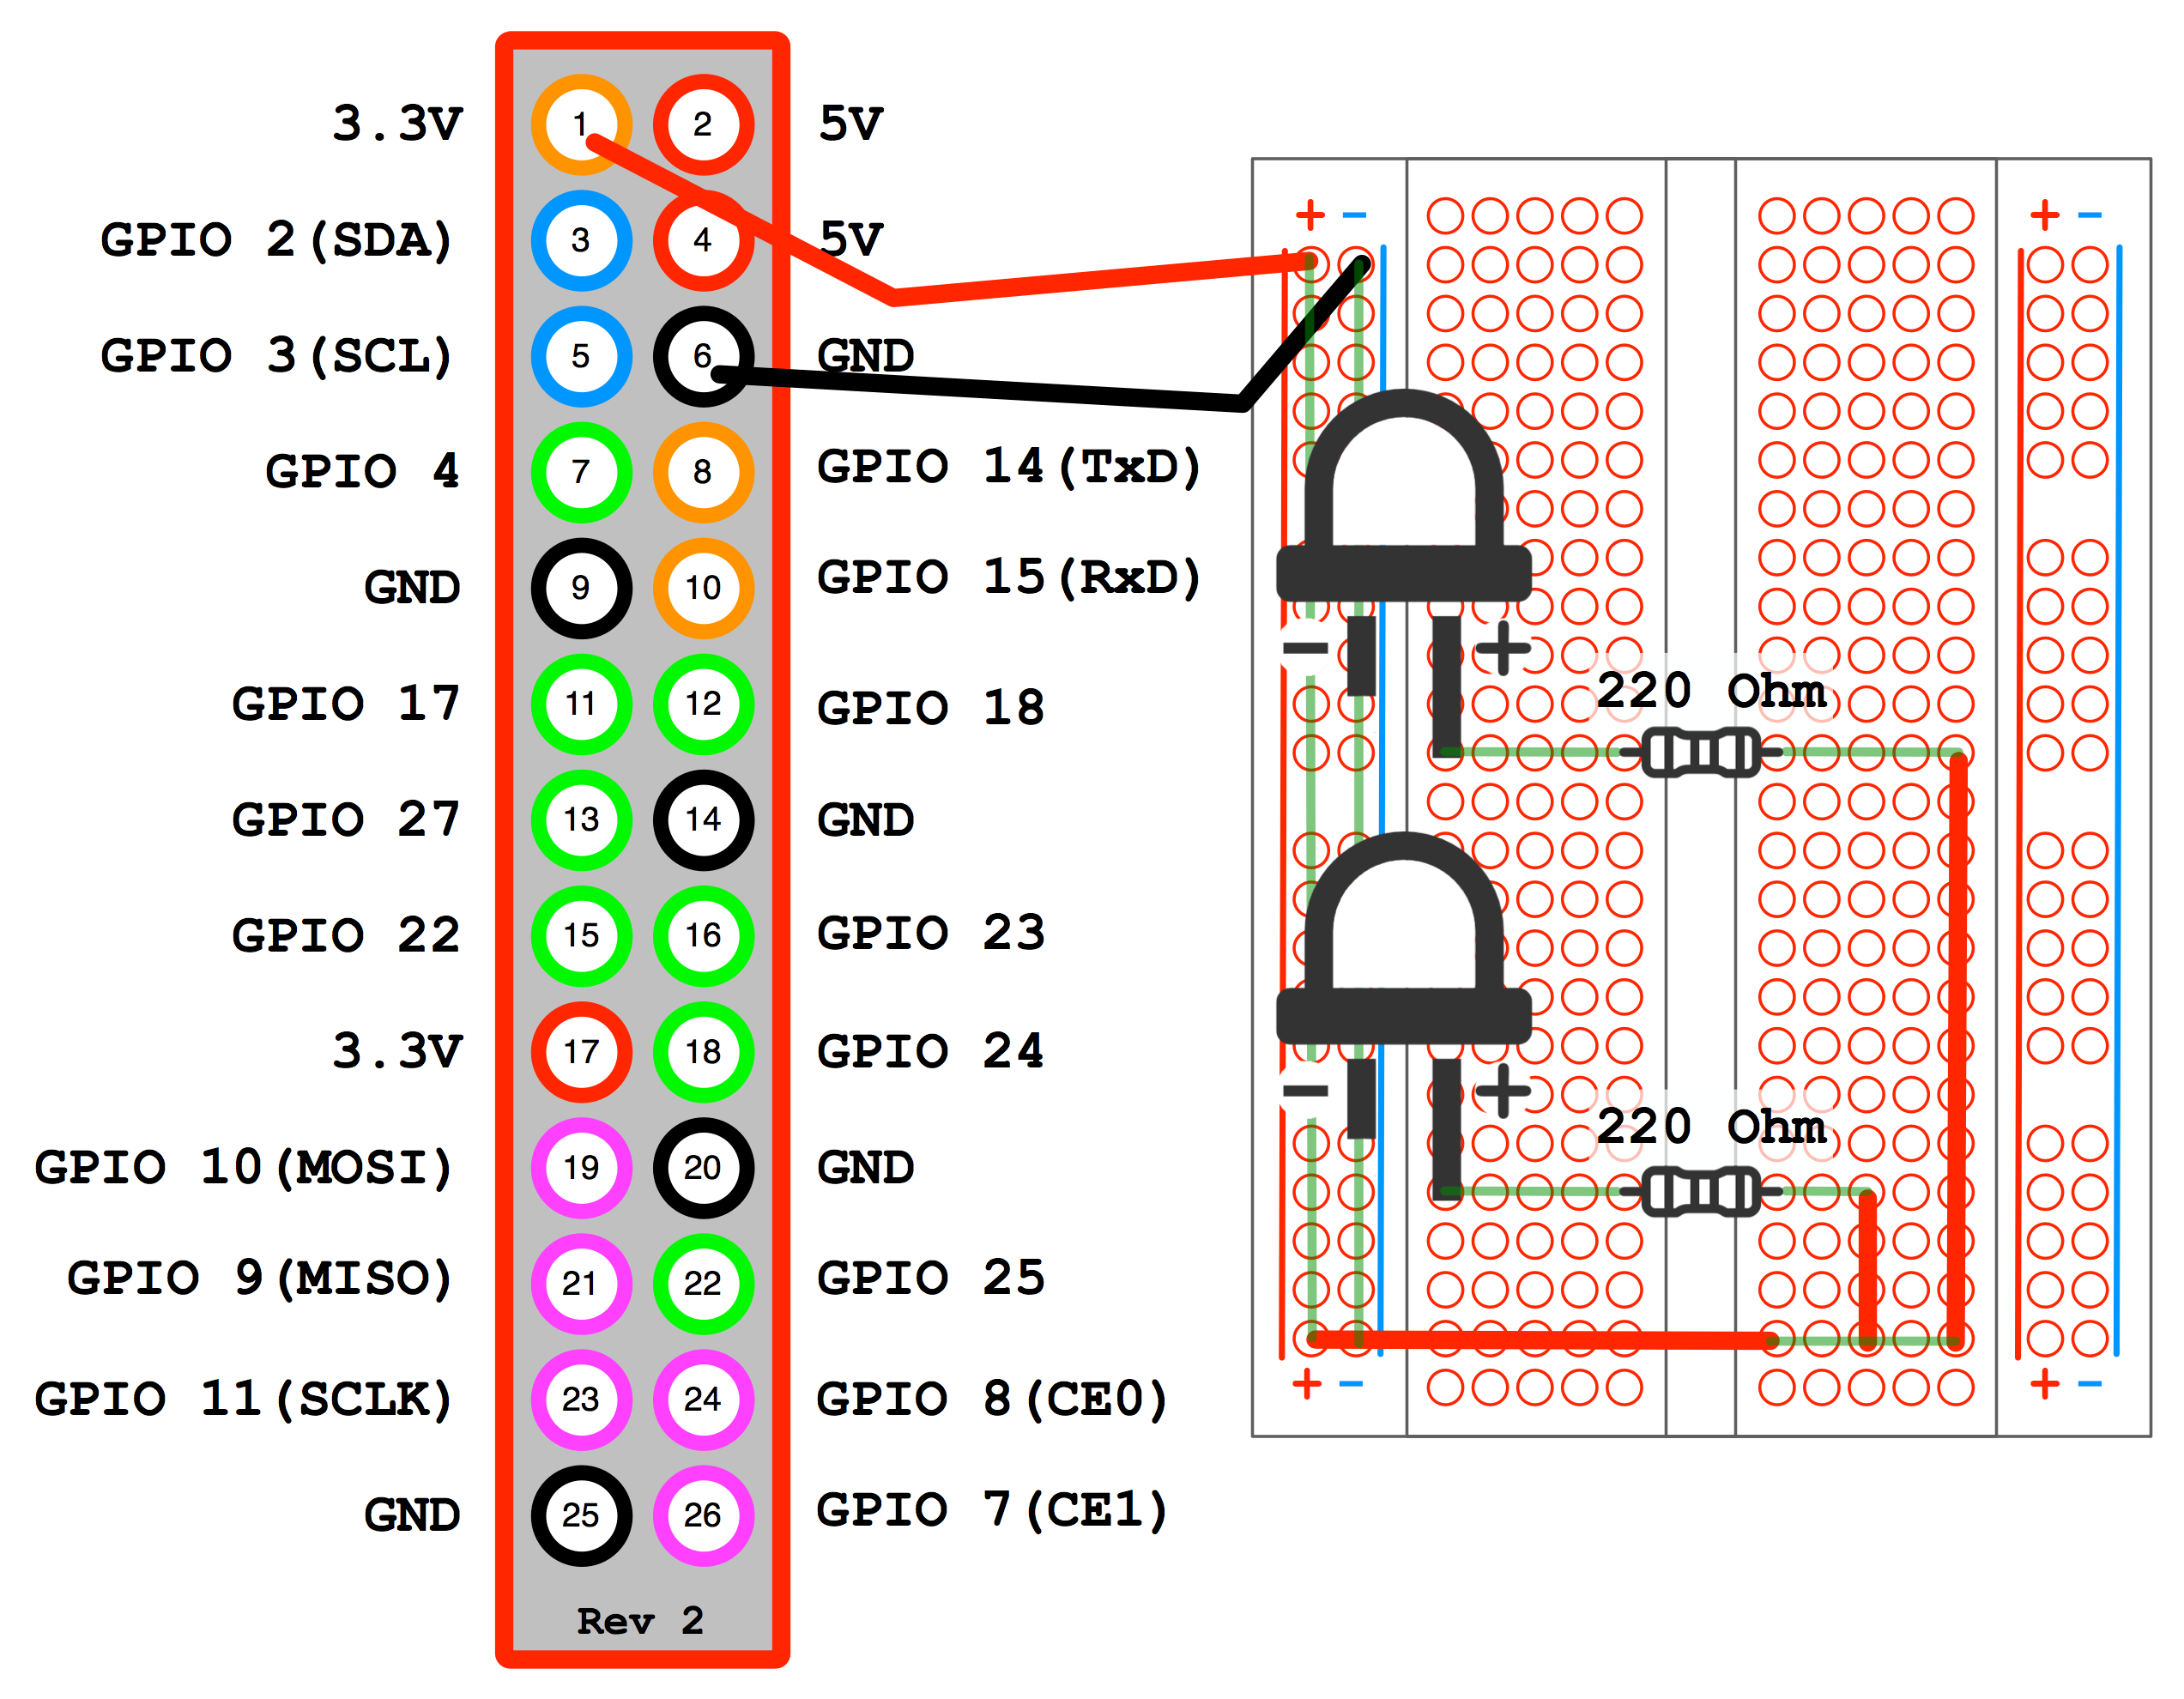 3.3V 1 2 5V
GPIO 2(SDA) 3 4 5V
GPIO 3(SCL) 5 6 GND
GPIO 4 7 8 GPIO 14(TxD)
GND 9 10 GPIO 15(RxD)
GPIO 17 11 12 GPIO 18
GPIO 27 13 14 GND
GPIO 22 15 16 GPIO 23
3.3V 17 18 GPIO 24
GPIO 10(MOSI) 19 20 GND
GPIO 9(MISO) 21 22 GPIO 25
GPIO 11(SCLK) 23 24 GPIO 8(CE0)
GND 25 26 GPIO 7(CE1)
Rev 2
+ − + −
− +
220 Ohm
− +
220 Ohm
+ − + −